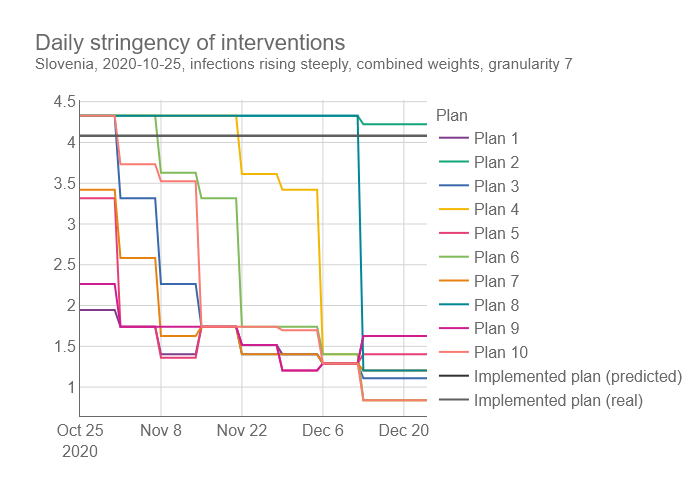 Daily stringency of interventions
Slovenia, 2020-10-25, infections rising steeply, combined weights, granularity 7
4.5
4
3.5
3
2.5
2
1.5
1
Oct 25
2020
Nov 8
Nov 22
Dec 6
Dec 20
Plan
Plan 1
Plan 2
Plan 3
Plan 4
Plan 5
Plan 6
Plan 7
Plan 8
Plan 9
Plan 10
Implemented plan (predicted)
Implemented plan (real)